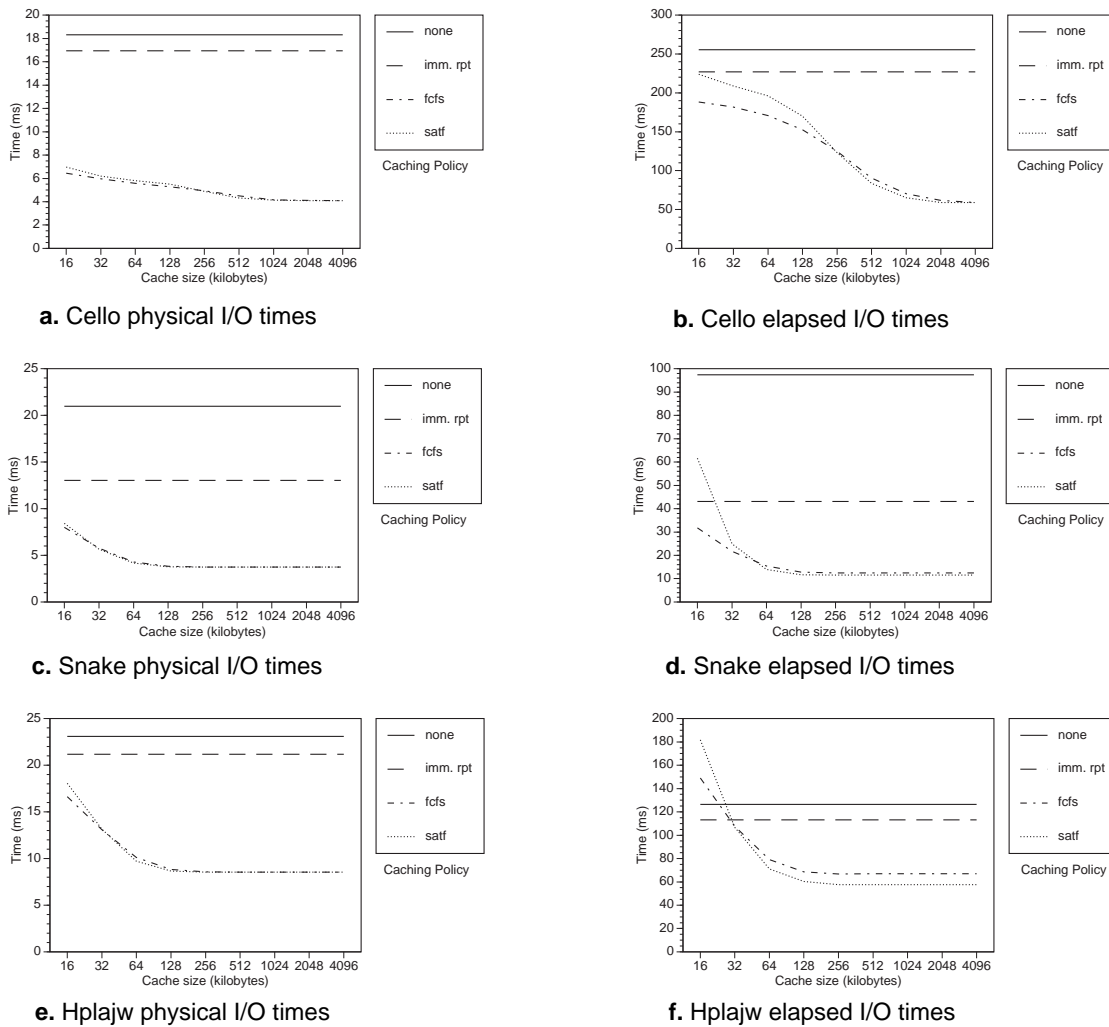 20
18
16
14
12
10
8
6
4
2
0
Time (ms)
16 32 64 128 256 512 1024 2048 4096
Cache size (kilobytes)
none
imm. rpt
fcfs
satf
Caching Policy
a. Cello physical I/O times
300
250
200
150
100
50
0
Time (ms)
16 32 64 128 256 512 1024 2048 4096
Cache size (kilobytes)
none
imm. rpt
fcfs
satf
Caching Policy
b. Cello elapsed I/O times
25
20
15
10
5
0
Time (ms)
16 32 64 128 256 512 1024 2048 4096
Cache size (kilobytes)
none
imm. rpt
fcfs
satf
Caching Policy
c. Snake physical I/O times
100
90
80
70
60
50
40
30
20
10
0
Time (ms)
16 32 64 128 256 512 1024 2048 4096
Cache size (kilobytes)
none
imm. rpt
fcfs
satf
Caching Policy
d. Snake elapsed I/O times
25
20
15
10
5
0
Time (ms)
16 32 64 128 256 512 1024 2048 4096
Cache size (kilobytes)
none
imm. rpt
fcfs
satf
Caching Policy
e. Hplajw physical I/O times
200
180
160
140
120
100
80
60
40
20
0
Time (ms)
16 32 64 128 256 512 1024 2048 4096
Cache size (kilobytes)
none
imm. rpt
fcfs
satf
Caching Policy
f. Hplajw elapsed I/O times